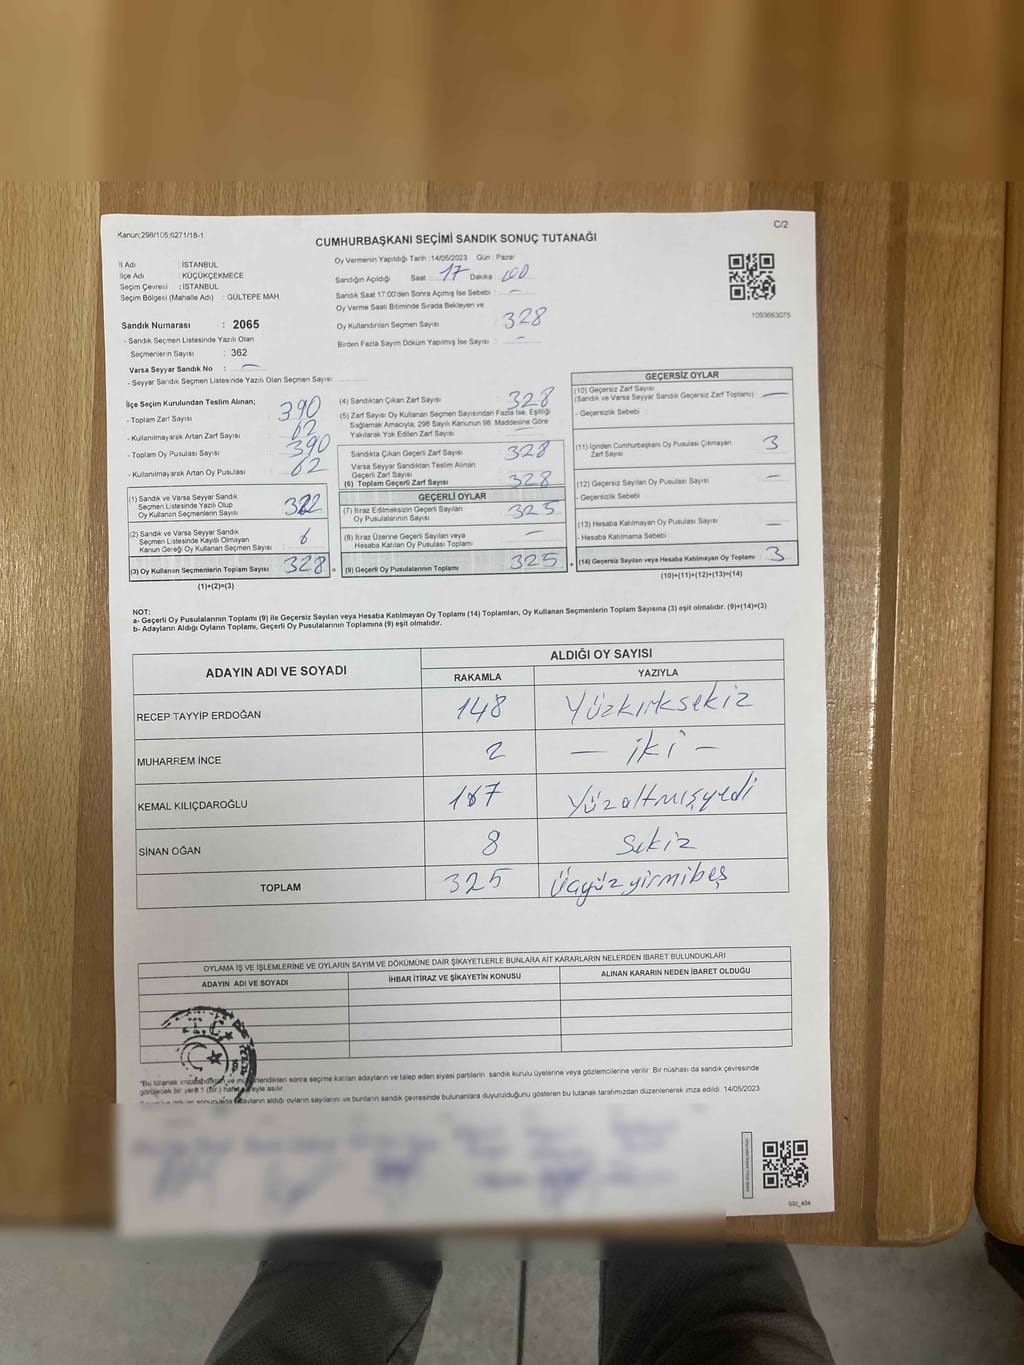 Kanun;298/105;6271/18-1
C/2
CUMHURBAŞKANI SEÇİMİ SANDIK SONUÇ TUTANAĞI
İl Adı : İSTANBUL
İlçe Adı : KÜÇÜKÇEKMECE
Seçim Çevresi : İSTANBUL
Seçim Bölgesi (Mahalle Adı) : GÜLTEPE MAH.
Sandık Numarası : 2065
- Sandık Seçmen Listesinde Yazılı Olan
Seçmenlerin Sayısı : 362
Varsa Seyyar Sandık No : —
- Seyyar Sandık Seçmen Listesinde Yazılı Olan Seçmen Sayısı:
Oy Vermenin Yapıldığı Tarih : 14/05/2023 Gün : Pazar
Sandığın Açıldığı Saat : 17 Dakika : 00
Sandık Saat 17.00'den Sonra Açımış İse Sebebi : —
Oy Verme Saati Bitiminde Sırada Bekleyen ve
Oy Kullandırılan Seçmen Sayısı 328
Birden Fazla Sayım Döküm Yapılmış İse Sayısı : —
1093663075
İlçe Seçim Kurulundan Teslim Alınan;
- Toplam Zarf Sayısı 390
- Kullanılmayarak Artan Zarf Sayısı 62
- Toplam Oy Pusulası Sayısı 390
- Kullanılmayarak Artan Oy Pusulası 62
(1) Sandık ve Varsa Seyyar Sandık
Seçmen Listesinde Yazılı Olup
Oy Kullanan Seçmenlerin Sayısı 322
(2) Sandık ve Varsa Seyyar Sandık
Seçmen Listesinde Kayıtlı Olmayan
Kanun Gereği Oy Kullanan Seçmen Sayısı 6
(3) Oy Kullanan Seçmenlerin Toplam Sayısı 328
(1)+(2)=(3)
(4) Sandıktan Çıkan Zarf Sayısı 328
(5) Zarf Sayısı Oy Kullanan Seçmen Sayısından Fazla İse, Eşitliği
Sağlamak Amacıyla, 298 Sayılı Kanunun 98. Maddesine Göre
Yakılarak Yok Edilen Zarf Sayısı
Sandıkta Çıkan Geçerli Zarf Sayısı 328
Varsa Seyyar Sandıktan Teslim Alınan
Geçerli Zarf Sayısı
(6) Toplam Geçerli Zarf Sayısı 328
GEÇERLİ OYLAR
(7) İtiraz Edilmeksizin Geçerli Sayılan
Oy Pusulalarının Sayısı 325
(8) İtiraz Üzerine Geçerli Sayılan veya
Hesaba Katılan Oy Pusulası Toplamı —
(9) Geçerli Oy Pusulalarının Toplamı 325
GEÇERSİZ OYLAR
(10) Geçersiz Zarf Sayısı
(Sandık ve Varsa Seyyar Sandık Geçersiz Zarf Toplamı) —
- Geçersizlik Sebebi :
(11) İçinden Cumhurbaşkanı Oy Pusulası Çıkmayan
Zarf Sayısı 3
(12) Geçersiz Sayılan Oy Pusulası Sayısı —
- Geçersizlik Sebebi
(13) Hesaba Katılmayan Oy Pusulası Sayısı —
- Hesaba Katılmama Sebebi
(14) Geçersiz Sayılan veya Hesaba Katılmayan Oy Toplamı 3
(10)+(11)+(12)+(13)=(14)
NOT:
a- Geçerli Oy Pusulalarının Toplamı (9) ile Geçersiz Sayılan veya Hesaba Katılmayan Oy Toplamı (14) Toplamları, Oy Kullanan Seçmenlerin Toplam Sayısına (3) eşit olmalıdır. (9)+(14)=(3)
b- Adayların Aldığı Oyların Toplamı, Geçerli Oy Pusulalarının Toplamına (9) eşit olmalıdır.
ADAYIN ADI VE SOYADI
ALDIĞI OY SAYISI
RAKAMLA YAZIYLA
RECEP TAYYİP ERDOĞAN 148 Yüzkırksekiz
MUHARREM İNCE 2 — iki —
KEMAL KILIÇDAROĞLU 167 Yüzaltmışyedi
SİNAN OĞAN 8 Sekiz
TOPLAM 325 Üçyüzyirmibeş
OYLAMA İŞ VE İŞLEMLERİNE VE OYLARIN SAYIM VE DÖKÜMÜNE DAİR ŞİKAYETLERLE BUNLARA AİT KARARLARIN NELERDEN İBARET BULUNDUKLARI
ADAYIN ADI VE SOYADI İHBAR İTİRAZ VE ŞİKAYETİN KONUSU ALINAN KARARIN NEDEN İBARET OLDUĞU
T.C.
*Bu tutanak sonra seçime katılan adayların ve talep eden siyasi partilerin sandık kurulu üyelerine veya gözlemcilerine verilir. Bir nüshası da sandık çevresinde
görülecek bir yere 1 (bir) asılır.
aldığı oyların sayılarını ve bunların sandık çevresinde bulunanlara duyurulduğunu gösteren bu tutanak tarafımızdan düzenlenerek imza edildi. 14/05/2023
SSI_404